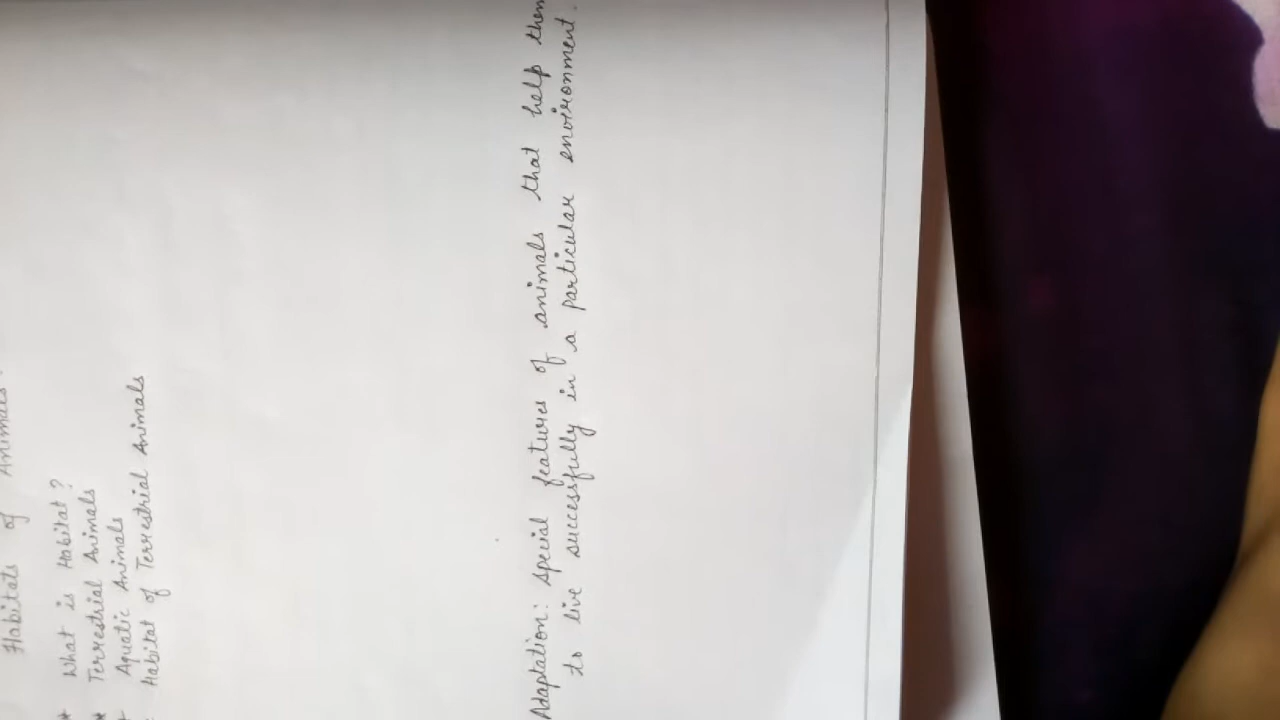 Habitats of Animals
* What is Habitat?
* Terrestrial Animals
* Aquatic Animals
* Habitat of Terrestrial Animals
Adaptation: Special features of animals that help them
to live successfully in a particular environment.